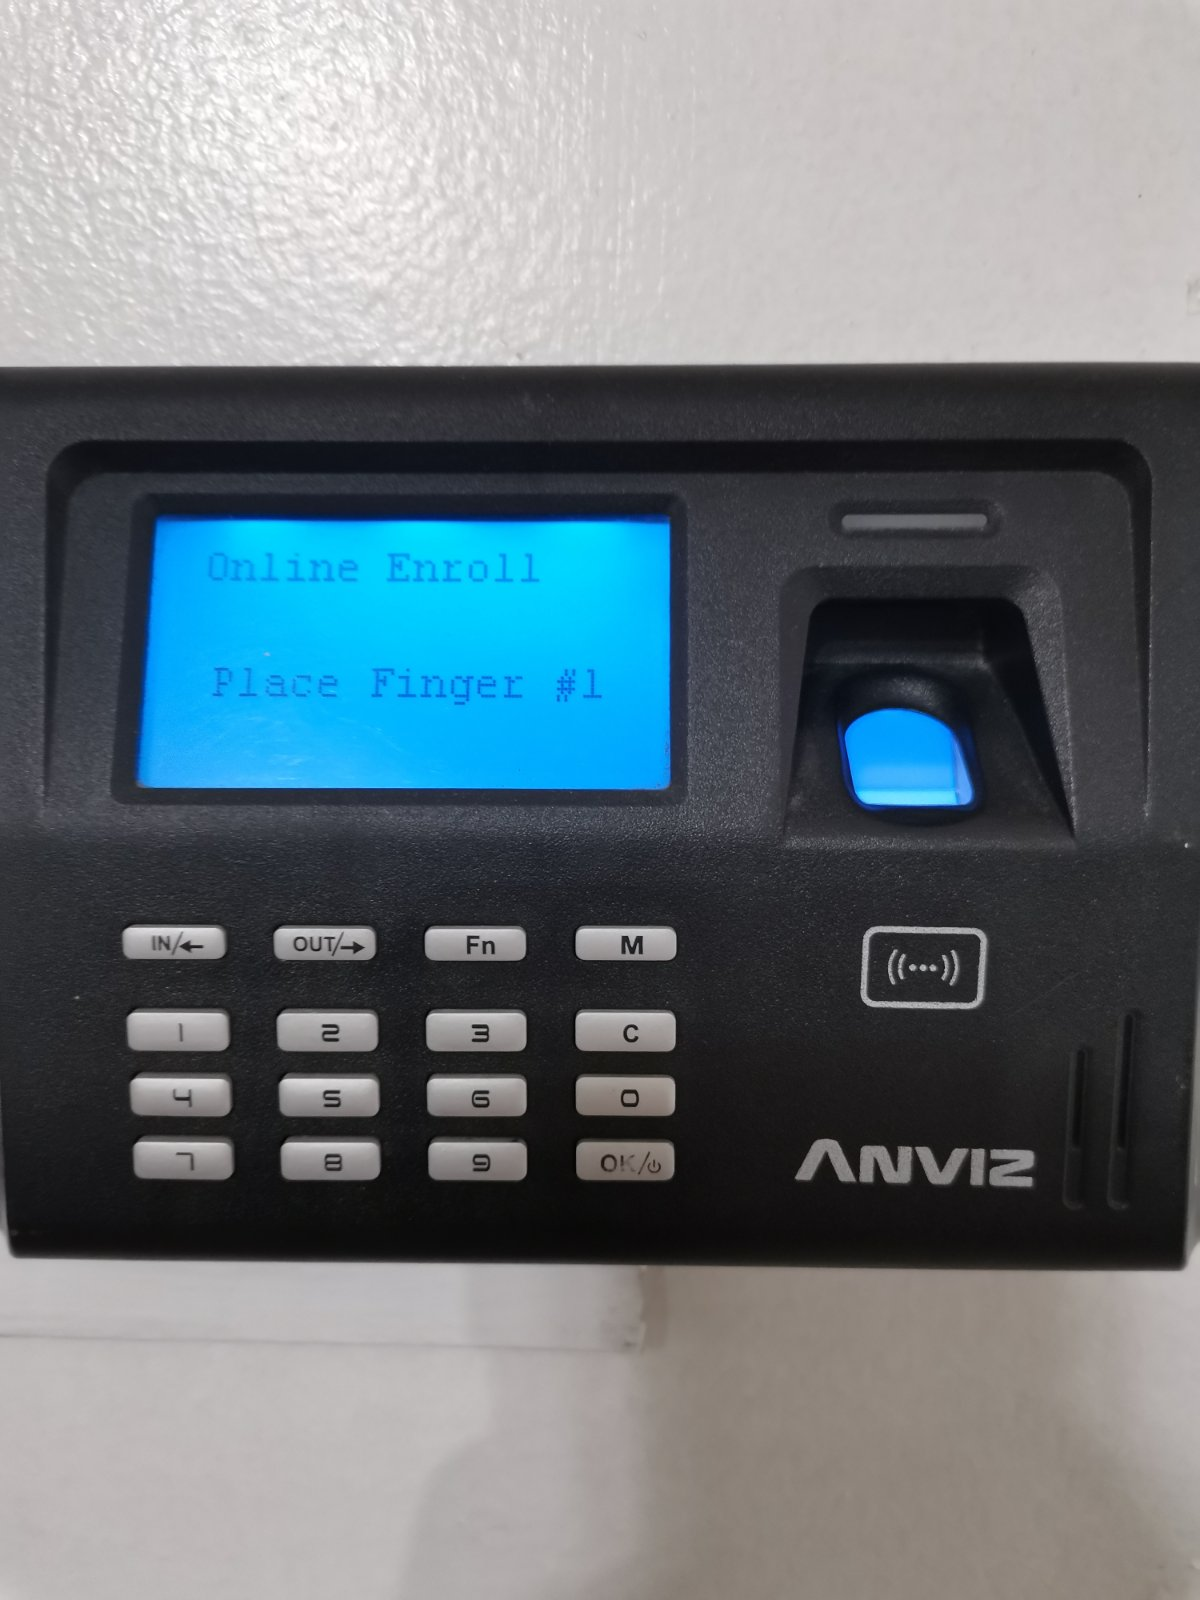 Online Enroll
Place Finger #1
IN/← OUT/→ Fn M
1 2 3 C
4 5 6 0
7 8 9 OK/⏻
ANVIZ